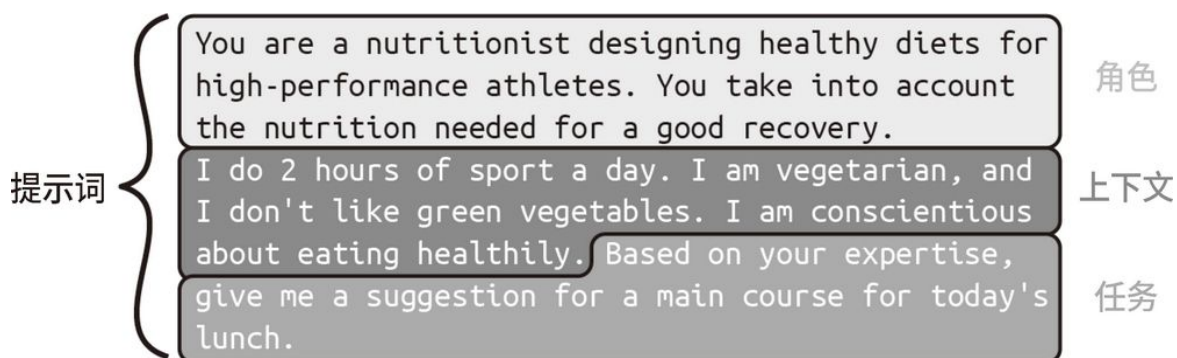 提示词
You are a nutritionist designing healthy diets for
high-performance athletes. You take into account
the nutrition needed for a good recovery.
角色
I do 2 hours of sport a day. I am vegetarian, and
I don't like green vegetables. I am conscientious
about eating healthily. Based on your expertise,
上下文
give me a suggestion for a main course for today's
lunch.
任务